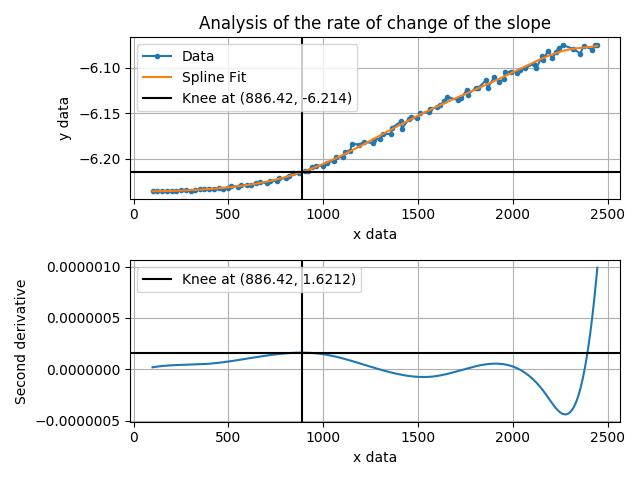 Analysis of the rate of change of the slope
Data
Spline Fit
Knee at (886.42, -6.214)
y data
−6.10
−6.15
−6.20
0 500 1000 1500 2000 2500
x data
Knee at (886.42, 1.6212)
Second derivative
0.0000010
0.0000005
0.0000000
−0.0000005
0 500 1000 1500 2000 2500
x data